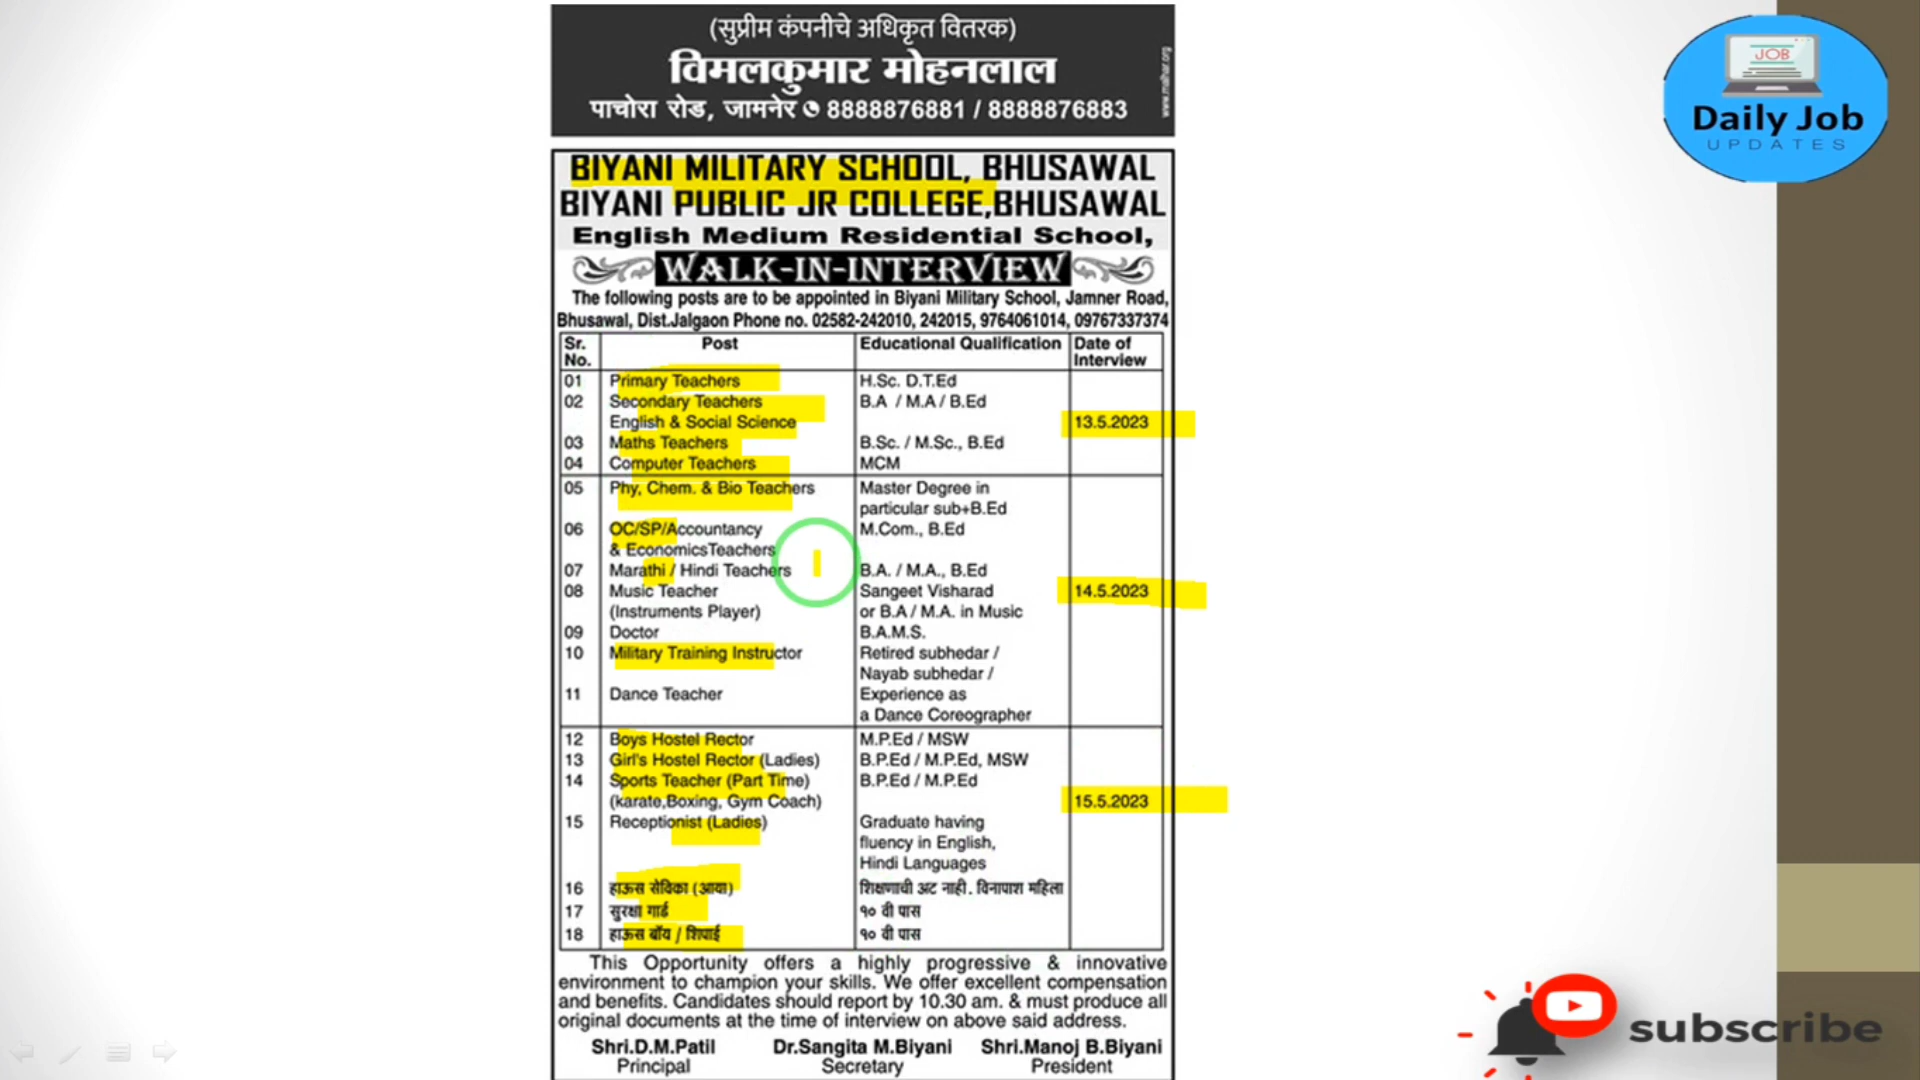 (सुप्रीम कंपनीचे अधिकृत वितरक)
विमलकुमार मोहनलाल
पाचोरा रोड, जामनेर 8888876881 / 8888876883
www.malhar.org
JOB
Daily Job
UPDATES
BIYANI MILITARY SCHOOL, BHUSAWAL
BIYANI PUBLIC JR COLLEGE,BHUSAWAL
English Medium Residential School,
WALK-IN-INTERVIEW
The following posts are to be appointed in Biyani Military School, Jamner Road,
Bhusawal, Dist.Jalgaon Phone no. 02582-242010, 242015, 9764061014, 09767337374
Sr. No. Post Educational Qualification Date of Interview
01 Primary Teachers H.Sc. D.T.Ed
02 Secondary Teachers B.A / M.A / B.Ed
English & Social Science 13.5.2023
03 Maths Teachers B.Sc. / M.Sc., B.Ed
04 Computer Teachers MCM
05 Phy, Chem. & Bio Teachers Master Degree in
particular sub+B.Ed
06 OC/SP/Accountancy M.Com., B.Ed
& EconomicsTeachers
07 Marathi / Hindi Teachers B.A. / M.A., B.Ed
08 Music Teacher Sangeet Visharad 14.5.2023
(Instruments Player) or B.A / M.A. in Music
09 Doctor B.A.M.S.
10 Military Training Instructor Retired subhedar /
Nayab subhedar /
11 Dance Teacher Experience as
a Dance Coreographer
12 Boys Hostel Rector M.P.Ed / MSW
13 Girl's Hostel Rector (Ladies) B.P.Ed / M.P.Ed, MSW
14 Sports Teacher (Part Time) B.P.Ed / M.P.Ed
(karate,Boxing, Gym Coach) 15.5.2023
15 Receptionist (Ladies) Graduate having
fluency in English,
Hindi Languages
16 हाऊस सेविका (आया) शिक्षणाची अट नाही. विनापाश महिला
17 सुरक्षा गार्ड १० वी पास
18 हाऊस बॉय / शिपाई १० वी पास
This Opportunity offers a highly progressive & innovative
environment to champion your skills. We offer excellent compensation
and benefits. Candidates should report by 10.30 am. & must produce all
original documents at the time of interview on above said address.
Shri.D.M.Patil Dr.Sangita M.Biyani Shri.Manoj B.Biyani
Principal Secretary President
subscribe